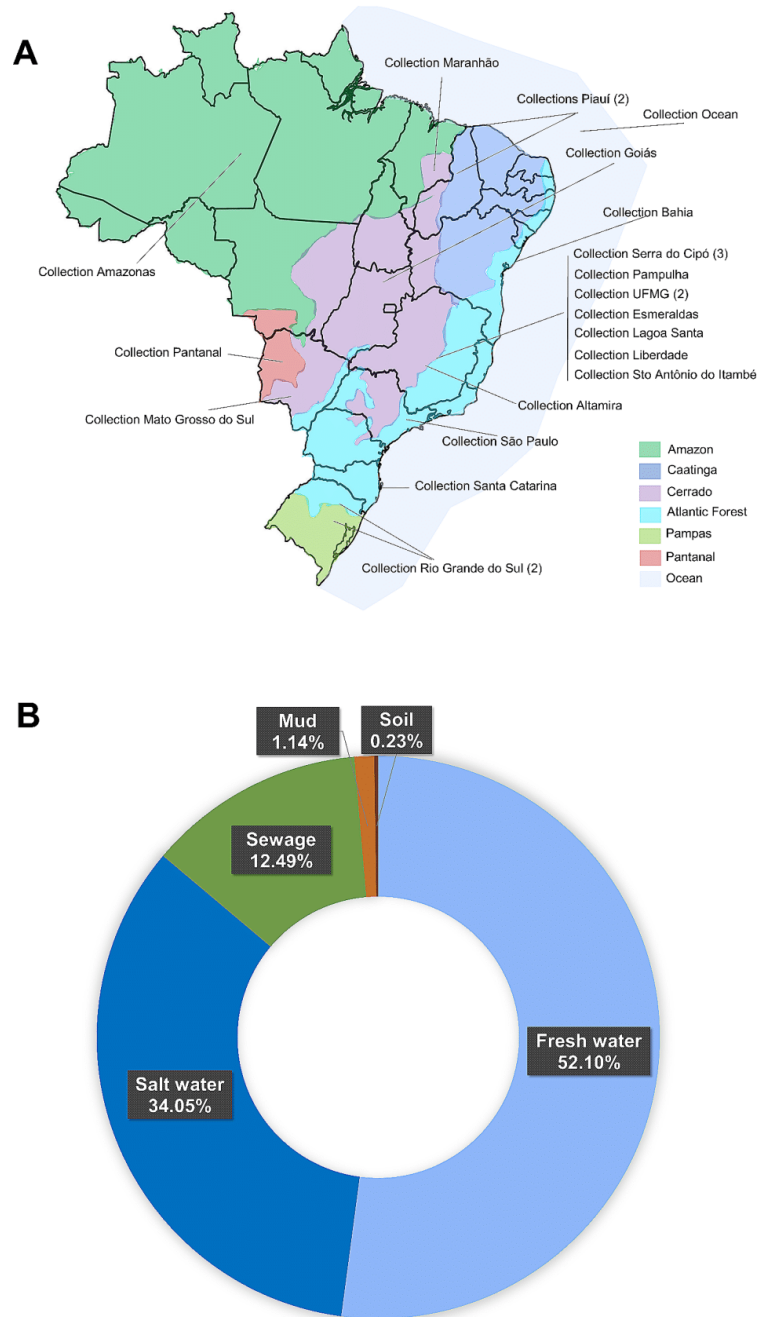 A
Collection Maranhão
Collections Piauí (2)
Collection Ocean
Collection Goiás
Collection Bahia
Collection Serra do Cipó (3)
Collection Amazonas
Collection Pampulha
Collection UFMG (2)
Collection Esmeraldas
Collection Lagoa Santa
Collection Pantanal
Collection Liberdade
Collection Sto Antônio do Itambé
Collection Altamira
Collection Mato Grosso do Sul
Collection São Paulo
Amazon
Caatinga
Collection Santa Catarina
Cerrado
Atlantic Forest
Pampas
Pantanal
Collection Rio Grande do Sul (2)
Ocean
B
Mud
1.14%
Soil
0.23%
Sewage
12.49%
Fresh water
52.10%
Salt water
34.05%